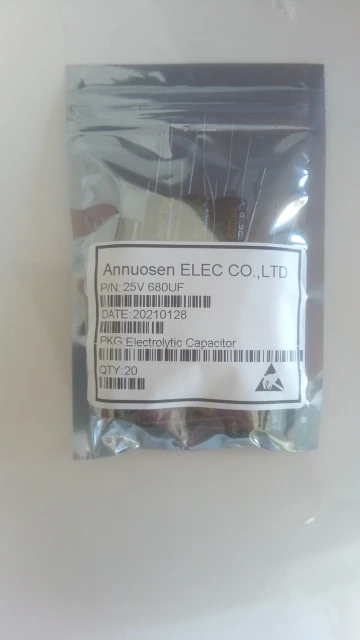 Annuosen ELEC CO.,LTD
P/N: 25V 680UF
DATE:20210128
PKG:Electrolytic Capacitor
QTY:20